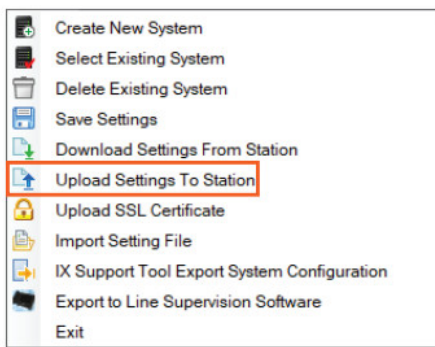 Create New System
Select Existing System
Delete Existing System
Save Settings
Download Settings From Station
Upload Settings To Station
Upload SSL Certificate
Import Setting File
IX Support Tool Export System Configuration
Export to Line Supervision Software
Exit